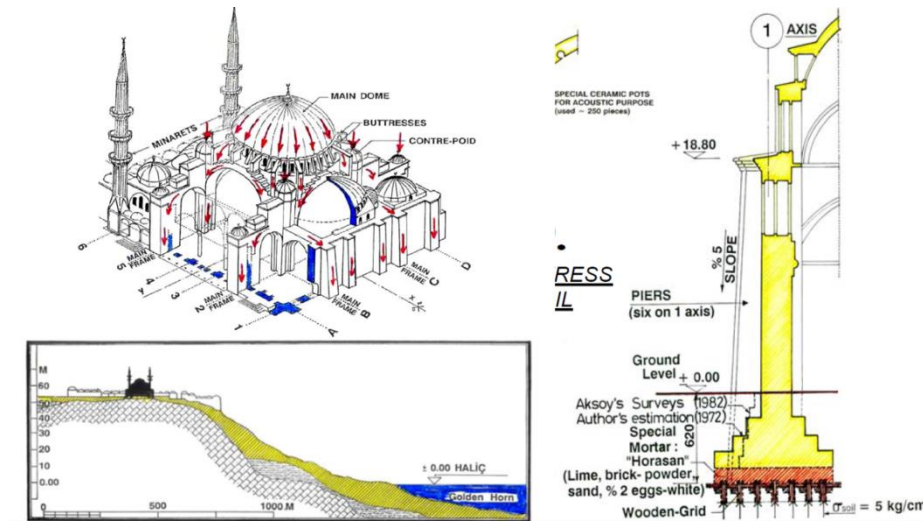 MAIN DOME
BUTTRESSES
CONTRE-POID
MINARETS
6
5
4
3
2
1
MAIN
FRAME
MAIN
FRAME
MAIN
FRAME
MAIN
FRAME
A
B
C
D
x
y
M
60
50
40
30
20
10
0.00
0
500
1000 M
± 0.00 HALİÇ
Golden Horn
1
AXIS
SPECIAL CERAMIC POTS
FOR ACOUSTIC PURPOSE
(used ~ 250 pieces)
+18.80
% 5
SLOPE
RESS
IL
PIERS
(six on 1 axis)
Ground
Level
+ 0.00
Aksoy's Surveys (1982)
Author's estimation (1972)
620
Special
Mortar :
"Horasan"
(Lime, brick- powder,
sand, % 2 eggs-white)
Wooden-Grid
soil = 5 kg/cm